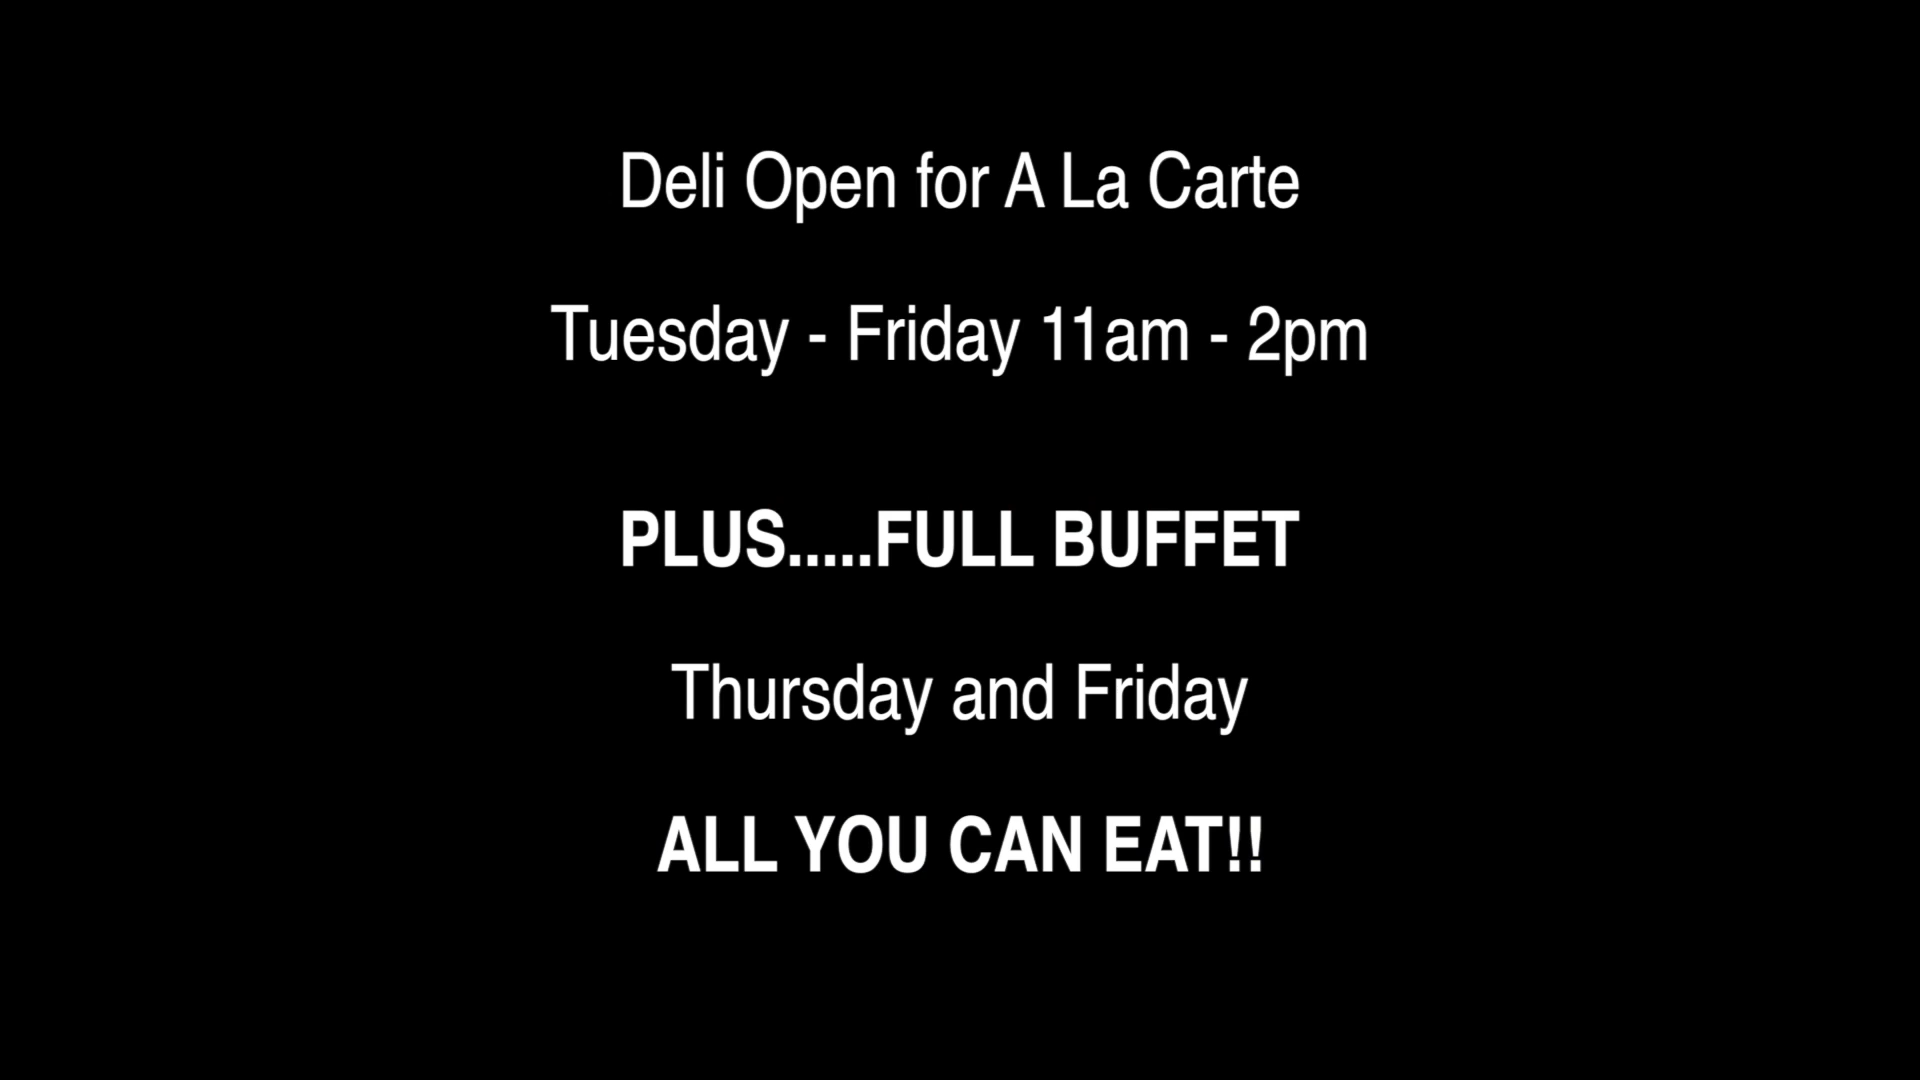 Deli Open for A La Carte
Tuesday - Friday 11am - 2pm
PLUS.....FULL BUFFET
Thursday and Friday
ALL YOU CAN EAT!!